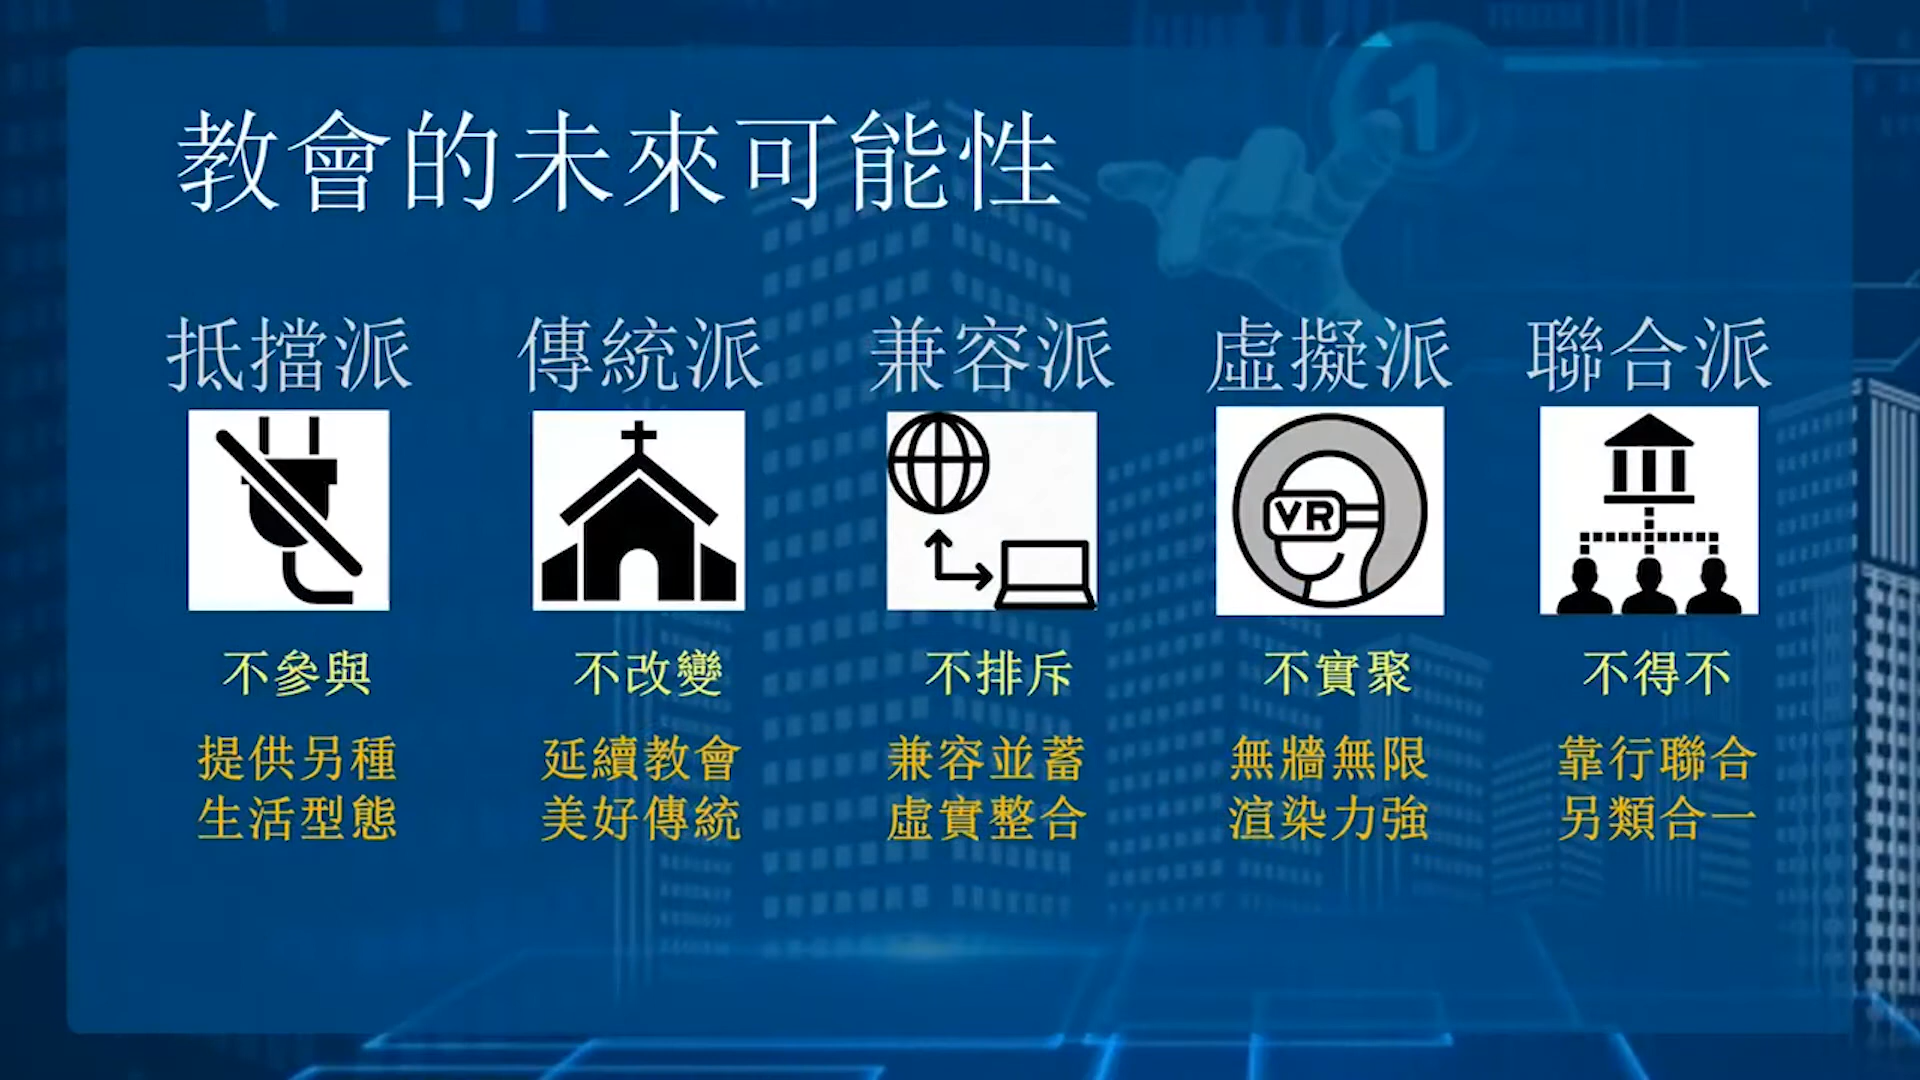 教會的未來可能性
1
抵擋派 傳統派 兼容派 虛擬派 聯合派
VR
不參與 不改變 不排斥 不實聚 不得不
提供另種 延續教會 兼容並蓄 無牆無限 靠行聯合
生活型態 美好傳統 虛實整合 渲染力強 另類合一